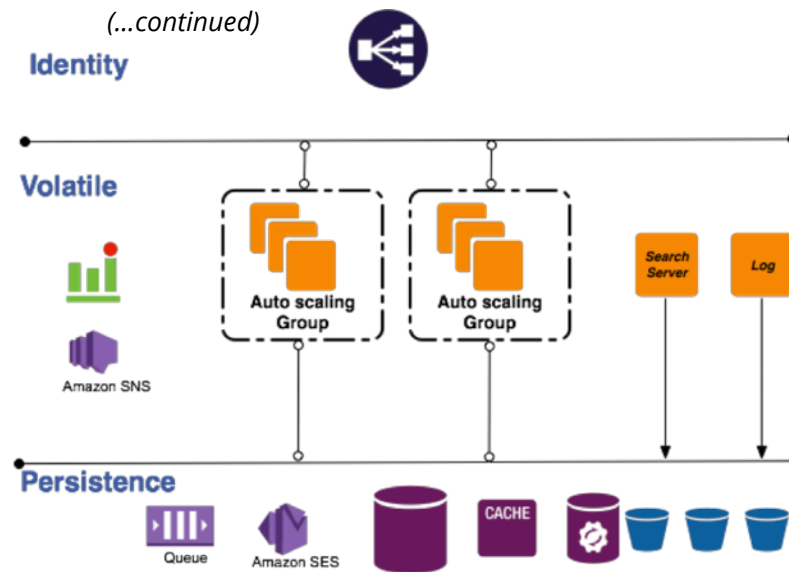 (...continued)
Identity
Volatile
Search
Server
Log
Auto scaling
Group
Auto scaling
Group
Amazon SNS
Persistence
CACHE
Queue
Amazon SES